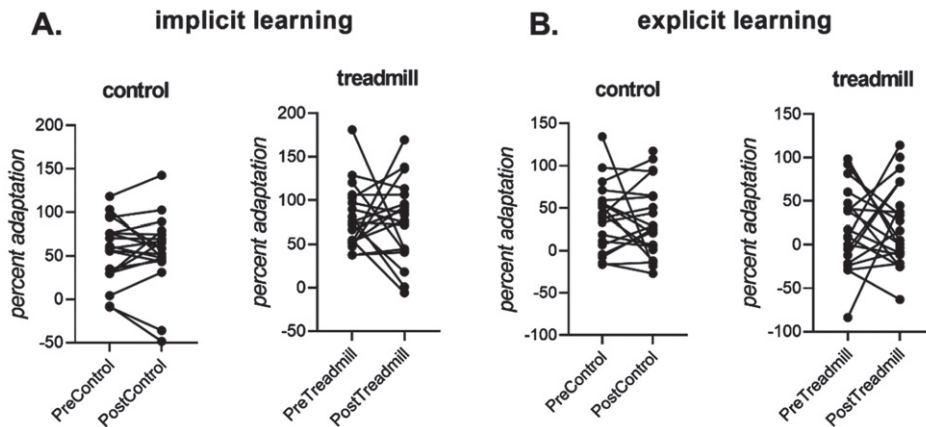 A. implicit learning
control
percent adaptation
200
150
100
50
0
-50
PreControl
PostControl
treadmill
percent adaptation
200
150
100
50
0
-50
PreTreadmill
PostTreadmill
B. explicit learning
control
percent adaptation
150
100
50
0
-50
-100
PreControl
PostControl
treadmill
percent adaptation
150
100
50
0
-50
-100
PreTreadmill
PostTreadmill